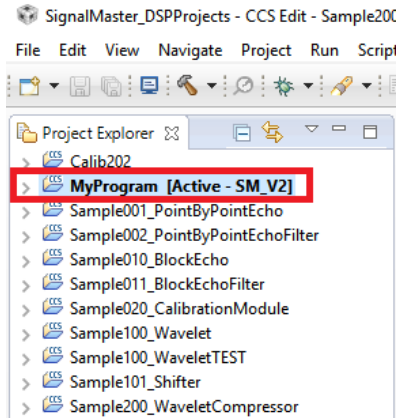 SignalMaster_DSPProjects - CCS Edit - Sample200
File Edit View Navigate Project Run Script
Project Explorer
Calib202
MyProgram [Active - SM_V2]
Sample001_PointByPointEcho
Sample002_PointByPointEchoFilter
Sample010_BlockEcho
Sample011_BlockEchoFilter
Sample020_CalibrationModule
Sample100_Wavelet
Sample100_WaveletTEST
Sample101_Shifter
Sample200_WaveletCompressor